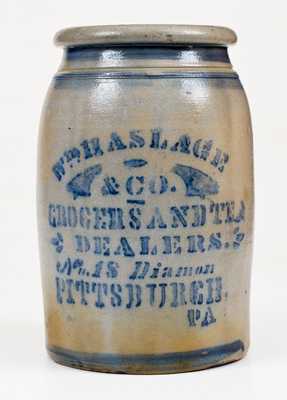 Wm HASLAGE
& CO.
GROCERS AND TEA
DEALERS.
No. 18 Diamon
PITTSBURGH,
PA